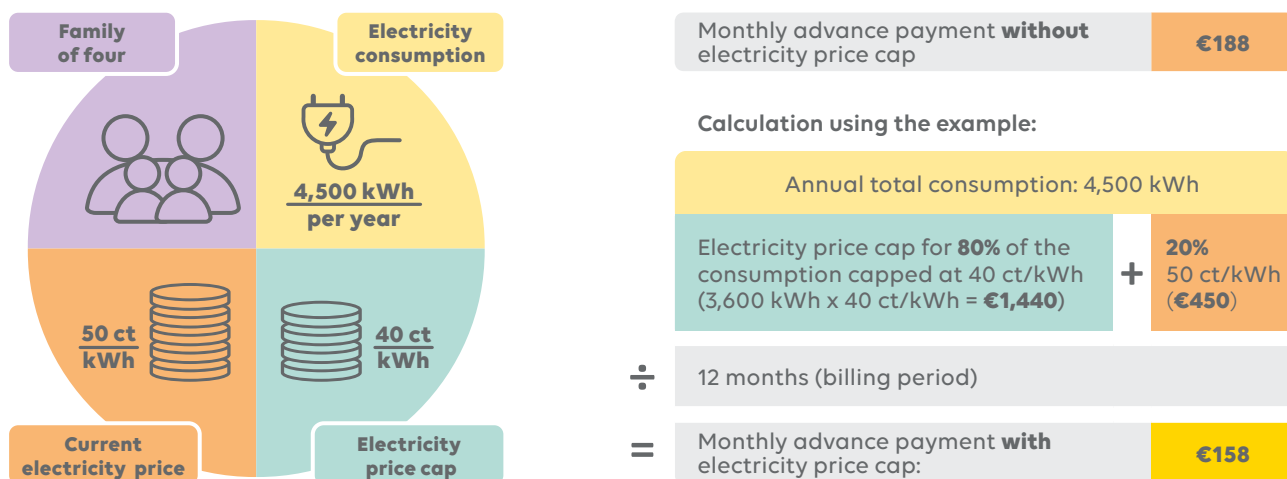 Family
of four
Electricity
consumption
4,500 kWh
per year
50 ct
kWh
40 ct
kWh
Current
electricity price
Electricity
price cap
Monthly advance payment without
electricity price cap
€188
Calculation using the example:
Annual total consumption: 4,500 kWh
Electricity price cap for 80% of the
consumption capped at 40 ct/kWh
(3,600 kWh x 40 ct/kWh = €1,440)
+
20%
50 ct/kWh
(€450)
÷
12 months (billing period)
=
Monthly advance payment with
electricity price cap:
€158